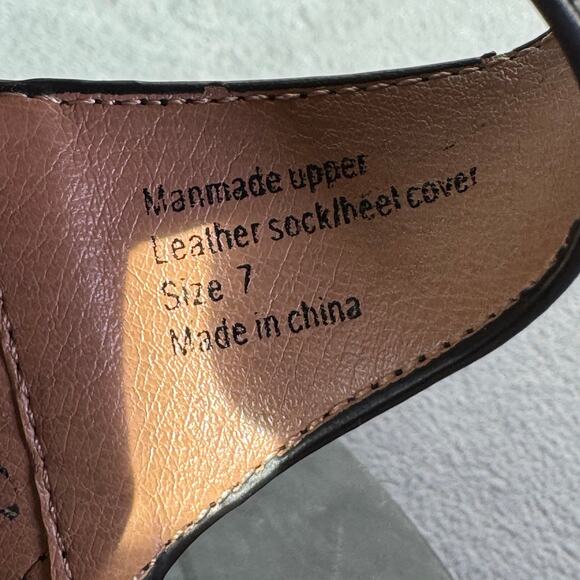 Manmade upper
Leather sock/heel cover
Size 7
Made in china